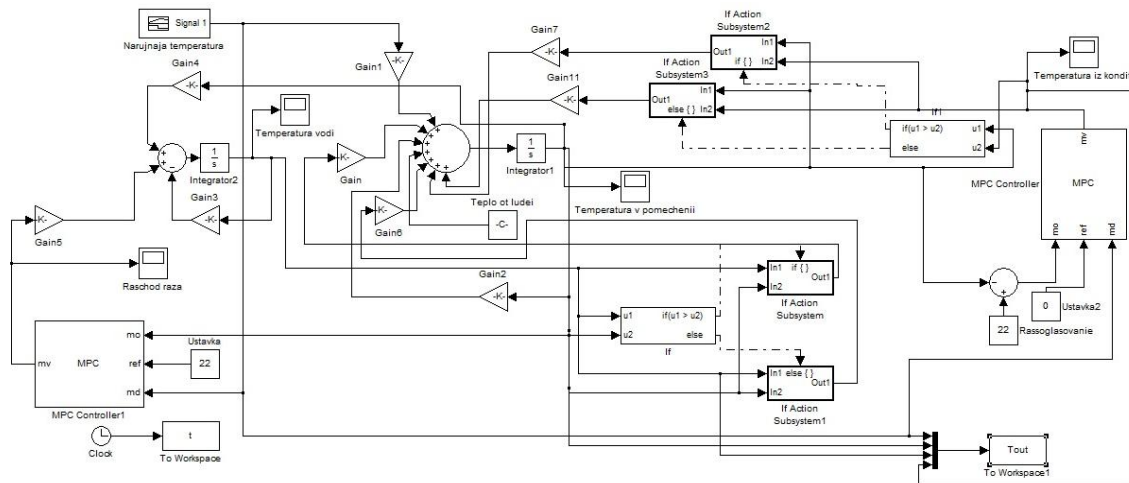 Signal 1
Narujnaja temperatura
Gain4
-K-
Gain1
-K-
Gain7
-K-
Gain11
-K-
If Action
Subsystem2
In1
Out1
if { }
In2
If Action
Subsystem3
In1
Out1
else { }
In2
Temperatura iz kondit
If1
if(u1 > u2)
u1
else
u2
mv
MPC Controller
MPC
mo
ref
md
Temperatura vodi
1
s
Integrator2
Gain3
-K-
K-
Gain5
K-
Gain
K-
Gain6
1
s
Integrator1
Temperatura v pomechenii
Teplo ot ludei
-C-
Raschod raza
Gain2
-K-
In1
if { }
Out1
In2
If Action
Subsystem
u1
if(u1 > u2)
u2
else
If
In1
else { }
Out1
In2
If Action
Subsystem1
0
Ustavka2
22
Rassoglasovanie
mv
MPC
mo
ref
md
MPC Controller1
Ustavka
22
Clock
t
To Workspace
Tout
To Workspace1